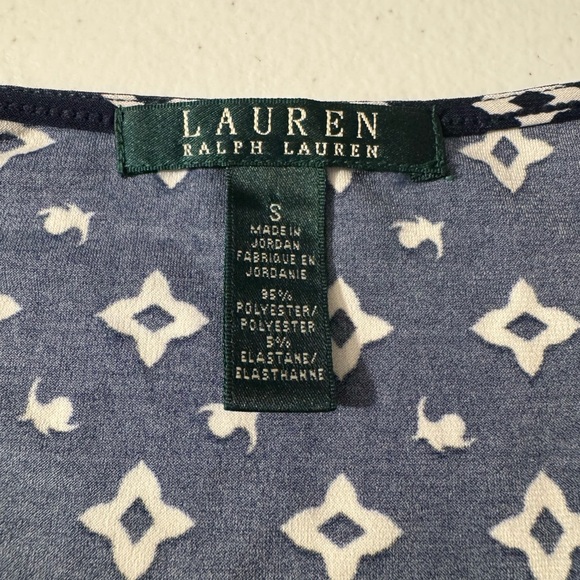 LAUREN
RALPH LAUREN
S
MADE IN
JORDAN
FABRIQUE EN
JORDANIE
95%
POLYESTER/
POLYESTER
5%
ELASTANE/
ELASTHANNE